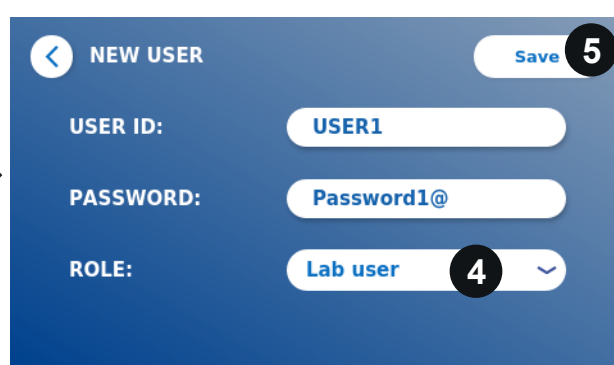 NEW USER
Save 5
USER ID: USER1
PASSWORD: Password1@
ROLE: Lab user 4